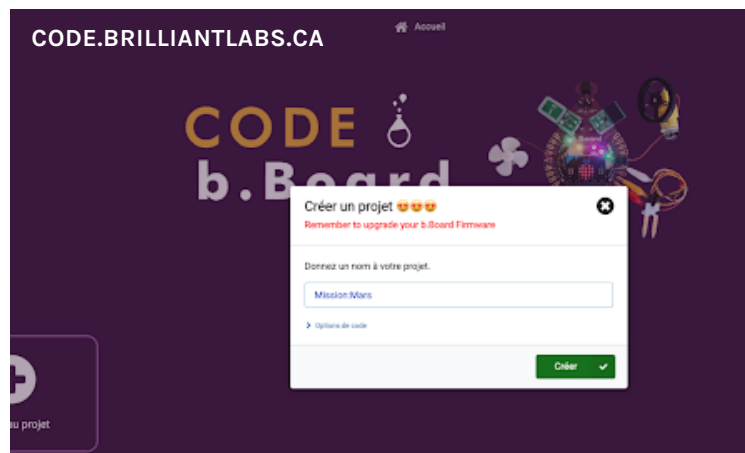 CODE.BRILLIANTLABS.CA
Accueil
CODE
b.Board
Créer un projet 😍😍😍
Remember to upgrade your b.Board Firmware
Donnez un nom à votre projet.
Mission:Mars
Options de code
Créer
au projet